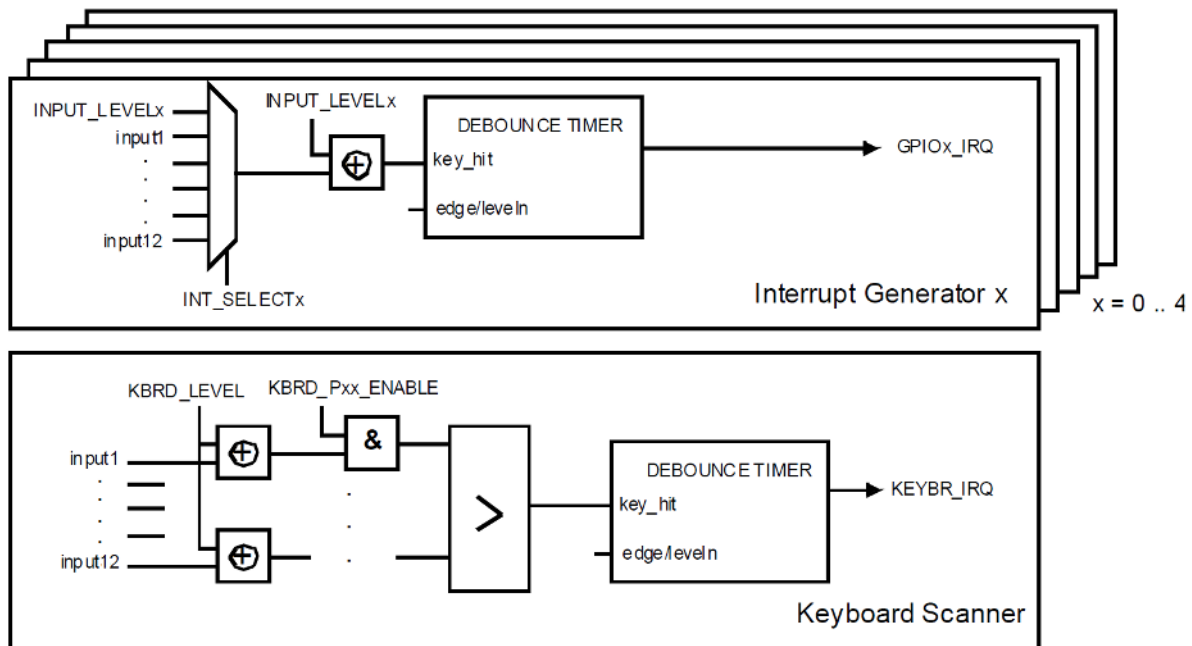 INPUT_LEVELx
INPUT_LEVELx
input1
.
.
.
.
input12
INT_SELECTx
DEBOUNCE TIMER
key_hit
edge/leveln
GPIOx_IRQ
Interrupt Generator x
x = 0 .. 4
KBRD_LEVEL
KBRD_Pxx_ENABLE
input1
.
.
.
.
input12
&
.
.
.
>
DEBOUNCE TIMER
key_hit
edge/leveln
KEYBR_IRQ
Keyboard Scanner